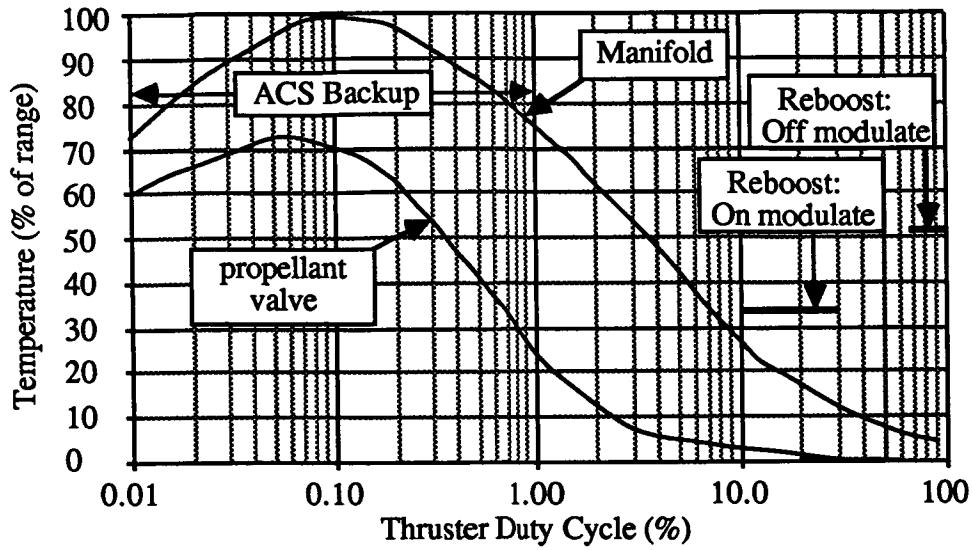 Temperature (% of range)
100
90
80
70
60
50
40
30
20
10
0
ACS Backup
Manifold
Reboost:
Off modulate
Reboost:
On modulate
propellant
valve
0.01
0.10
1.00
10.0
100
Thruster Duty Cycle (%)